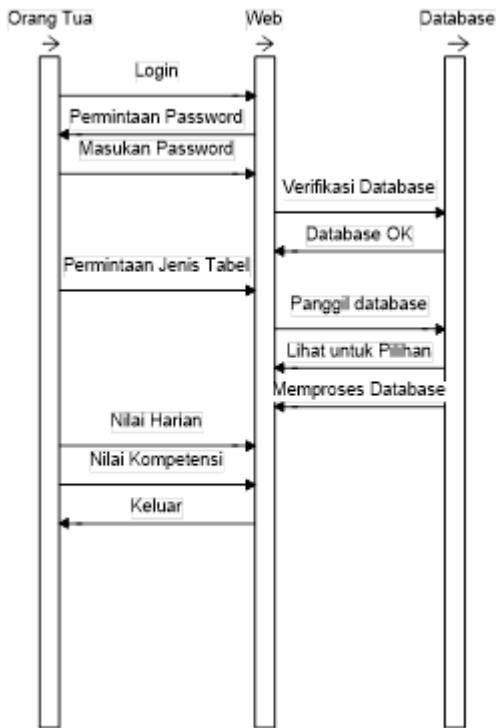 Orang Tua
Web
Database
Login
Permintaan Password
Masukan Password
Verifikasi Database
Database OK
Permintaan Jenis Tabel
Panggil database
Lihat untuk Pilihan
Memproses Database
Nilai Harian
Nilai Kompetensi
Keluar